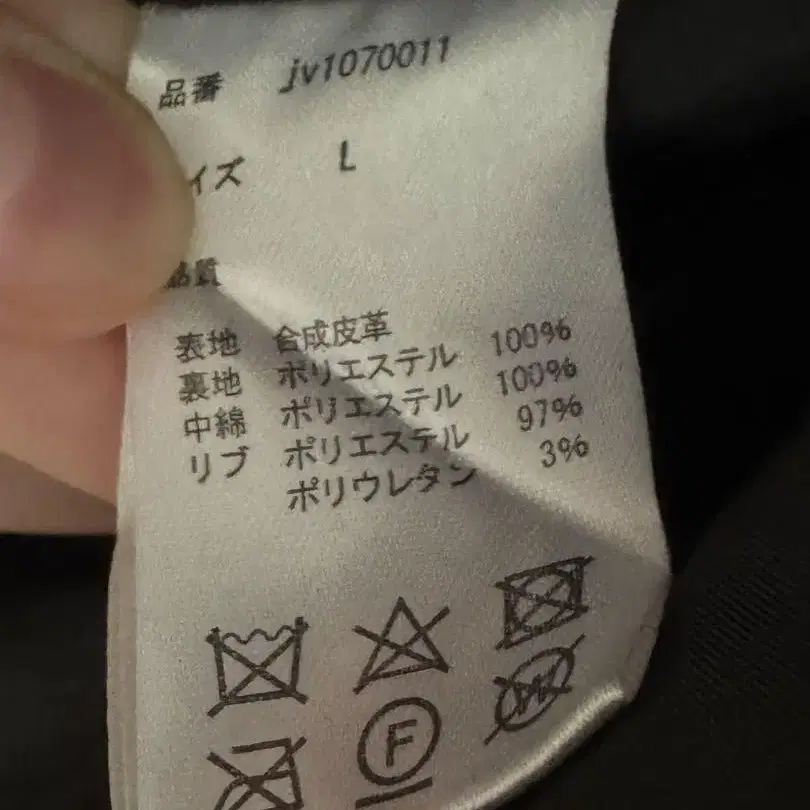 品番 jv1070011
イズ L
品質
表地 合成皮革
裏地 ポリエステル 100%
中綿 ポリエステル 100%
リブ ポリエステル 97%
ポリウレタン 3%
F